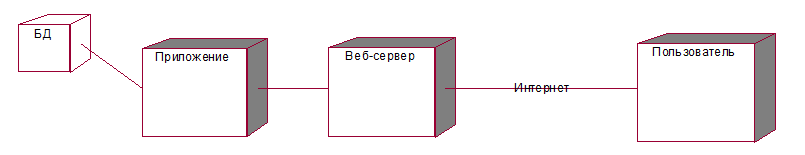 БД
Приложение
Веб-сервер
Интернет
Пользователь